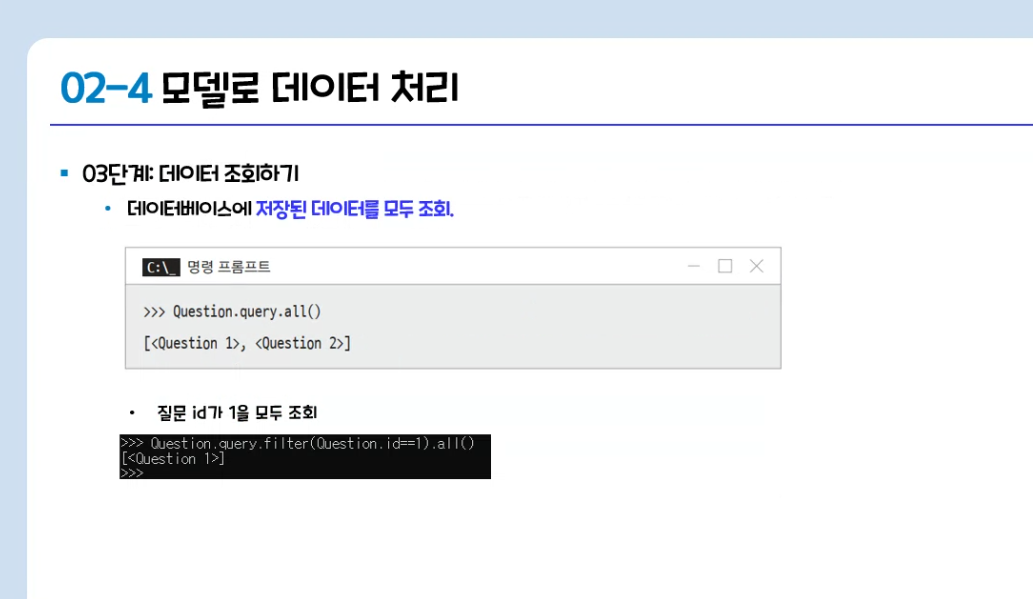 02-4 모델로 데이터 처리
03단계: 데이터 조회하기
데이터베이스에 저장된 데이터를 모두 조회.
C:\_ 명령 프롬프트
>>> Question.query.all()
[<Question 1>, <Question 2>]
질문 id가 1을 모두 조회
>>> Question.query.filter(Question.id==1).all()
[<Question 1>]
>>>